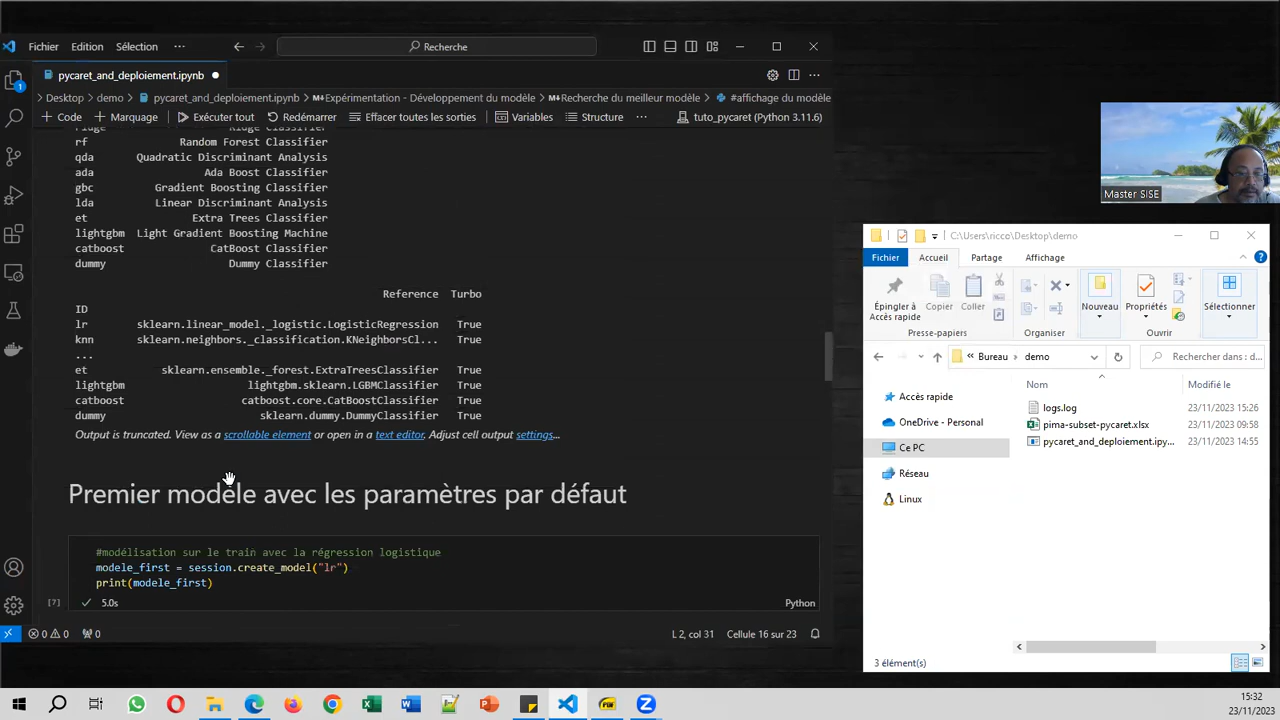 Fichier Edition Sélection ··· Recherche
pycaret_and_deploiement.ipynb
Desktop > demo > pycaret_and_deploiement.ipynb > M↓Expérimentation - Développement du modèle > M↓Recherche du meilleur modèle > #affichage du modèle
+ Code + Marquage Exécuter tout Redémarrer Effacer toutes les sorties Variab Structure ··· tuto_pycaret (Python 3.11.6)
ridge Ridge Classifier
rf Random Forest Classifier
qda Quadratic Discriminant Analysis
ada Ada Boost Classifier
gbc Gradient Boosting Classifier
lda Linear Discriminant Analysis
et Extra Trees Classifier
lightgbm Light Gradient Boosting Machine
catboost CatBoost Classifier
dummy Dummy Classifier
Reference Turbo
ID
lr sklearn.linear_model._logistic.LogisticRegression True
knn sklearn.neighbors._classification.KNeighborsCl... True
...
et sklearn.ensemble._forest.ExtraTreesClassifier True
lightgbm lightgbm.sklearn.LGBMClassifier True
catboost catboost.core.CatBoostClassifier True
dummy sklearn.dummy.DummyClassifier True
Output is truncated. View as a scrollable element or open in a text editor. Adjust cell output settings...
Premier modèle avec les paramètres par défaut
#modélisation sur le train avec la régression logistique
modele_first = session.create_model("lr")
print(modele_first)
[?] 5.0s Python
0 0 0 L 2, col 31 Cellule 16 sur 23
1
Master SISE
C:\Users\ricco\Desktop\demo
Fichier Accueil Partage Affichage
Épingler à Accès rapide Copier Coller Nouveau Propriétés Sélectionner
Presse-papiers Organiser Ouvrir
« Bureau > demo Rechercher dans : d...
Nom Modifié le
Accès rapide
OneDrive - Personal
Ce PC
Réseau
Linux
logs.log 23/11/2023 15:26
pima-subset-pycaret.xlsx 23/11/2023 09:58
pycaret_and_deploiement.ipy... 23/11/2023 14:55
3 élément(s)
15:32
23/11/2023